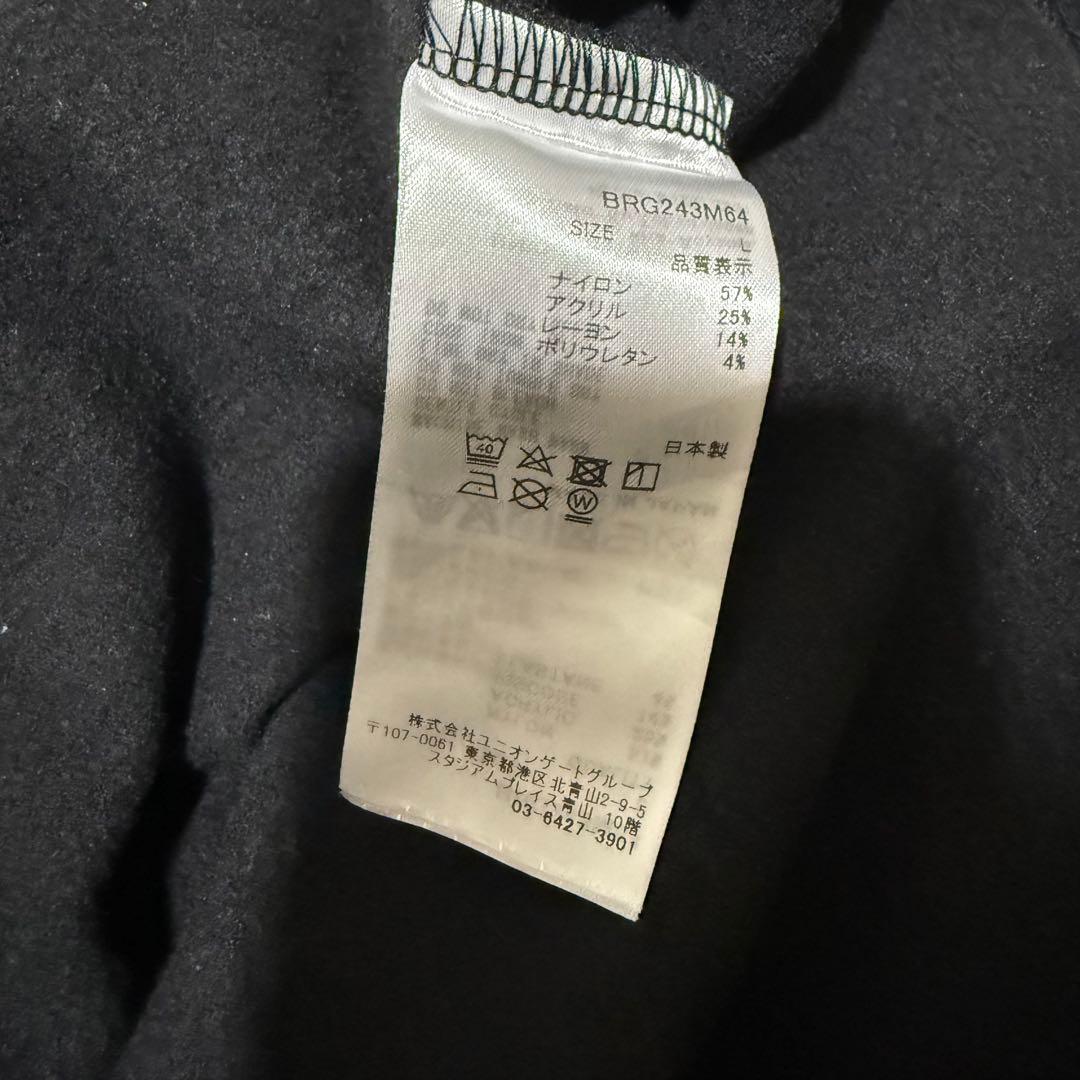 BRG243M64
SIZE L
品質表示
ナイロン 57%
アクリル 25%
レーヨン 14%
ポリウレタン 4%
日本製
40
W
株式会社ユニオンゲートグループ
〒107-0061 東京都港区北青山2-9-5
スタジアムプレイス青山 10階
03-6427-3901